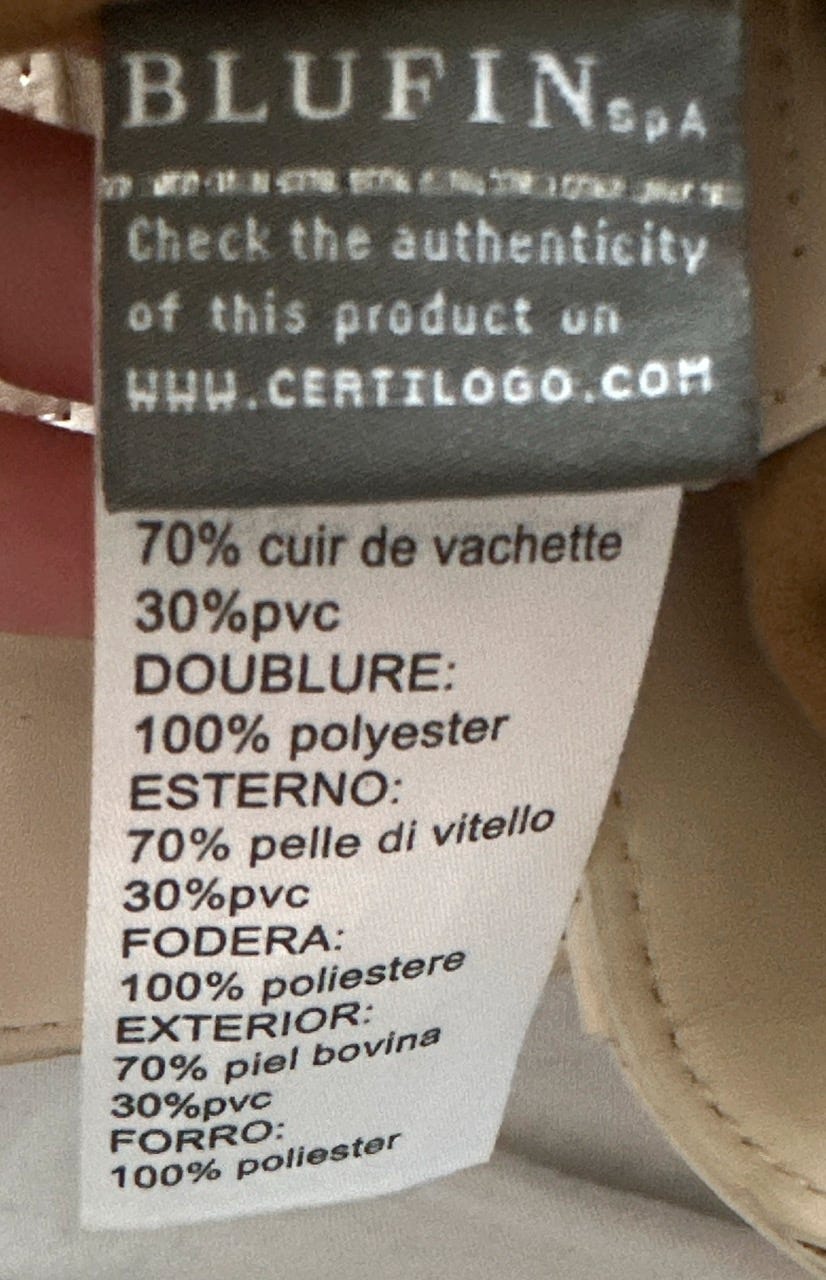 BLUFIN SpA
Check the authenticity
of this product on
WWW.CERTILOGO.COM
70% cuir de vachette
30%pvc
DOUBLURE:
100% polyester
ESTERNO:
70% pelle di vitello
30%pvc
FODERA:
100% poliestere
EXTERIOR:
70% piel bovina
30%pvc
FORRO:
100% poliester